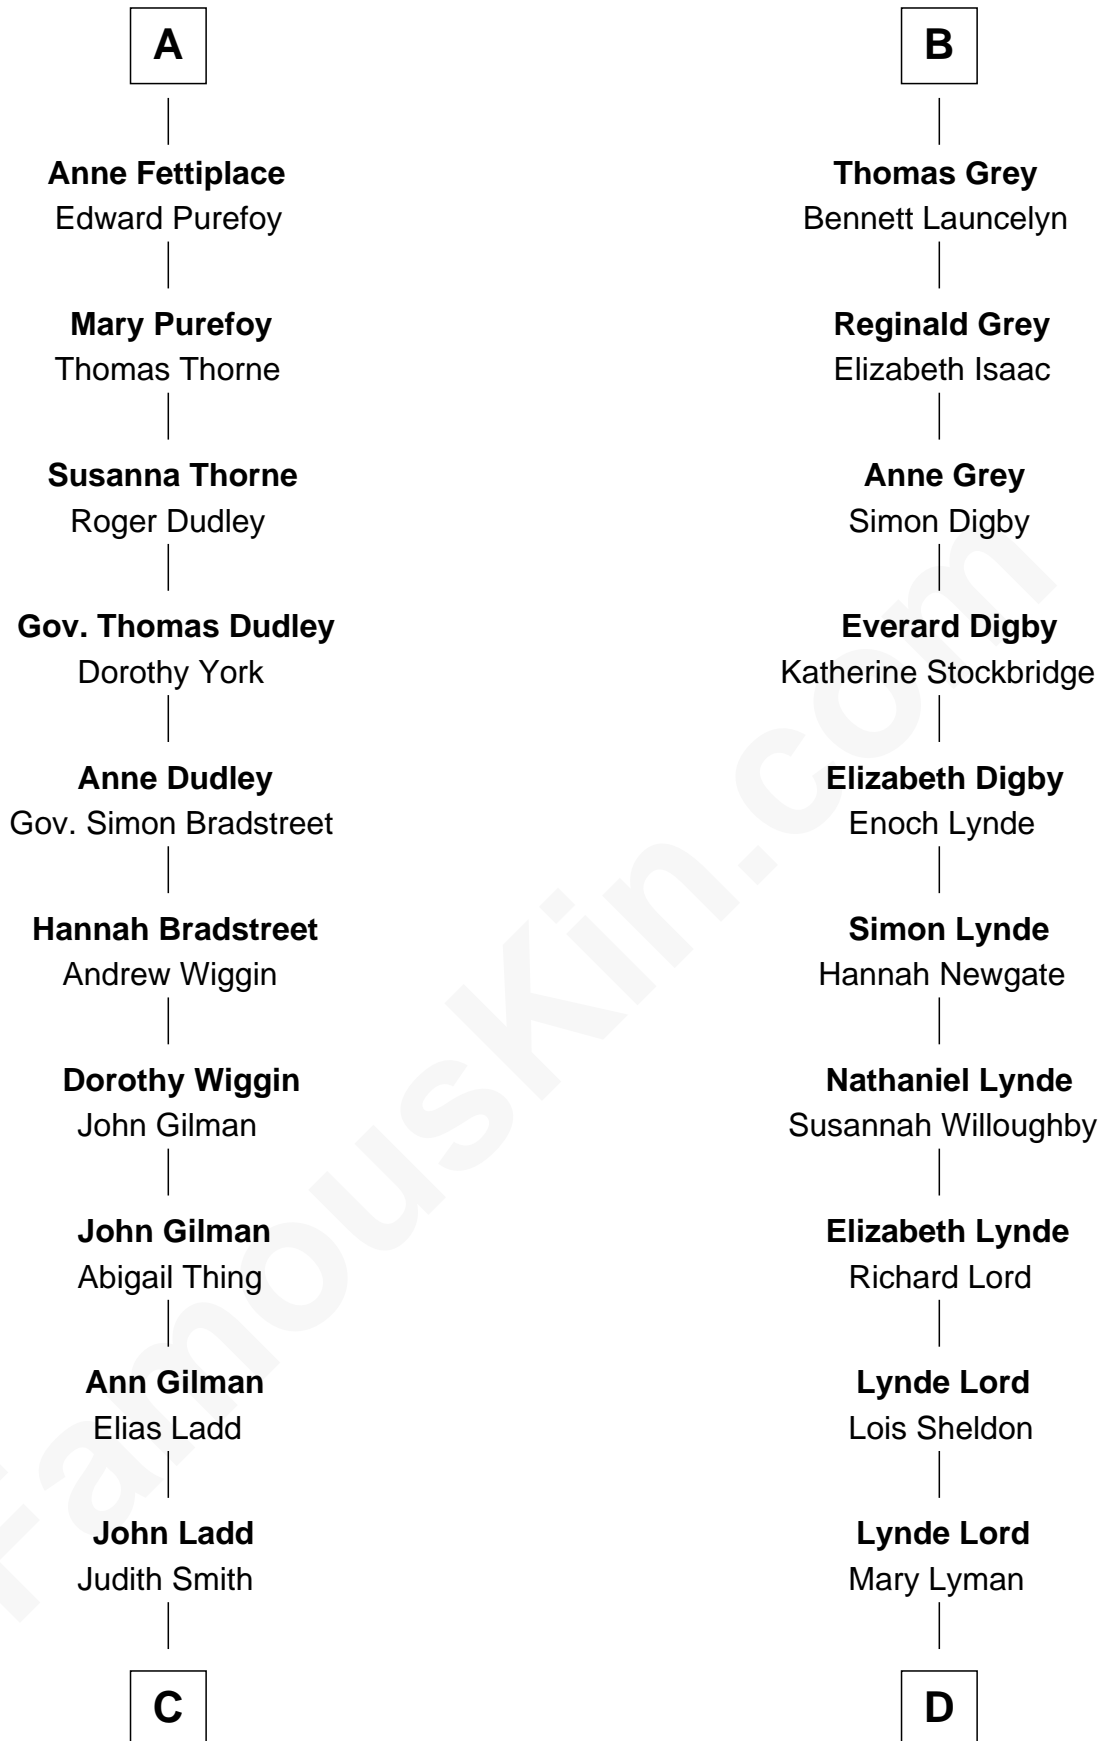 A
Anne Fettiplace
Edward Purefoy
Mary Purefoy
Thomas Thorne
Susanna Thorne
Roger Dudley
Gov. Thomas Dudley
Dorothy York
Anne Dudley
Gov. Simon Bradstreet
Hannah Bradstreet
Andrew Wiggin
Dorothy Wiggin
John Gilman
John Gilman
Abigail Thing
Ann Gilman
Elias Ladd
John Ladd
Judith Smith
C
B
Thomas Grey
Bennett Launcelyn
Reginald Grey
Elizabeth Isaac
Anne Grey
Simon Digby
Everard Digby
Katherine Stockbridge
Elizabeth Digby
Enoch Lynde
Simon Lynde
Hannah Newgate
Nathaniel Lynde
Susannah Willoughby
Elizabeth Lynde
Richard Lord
Lynde Lord
Lois Sheldon
Lynde Lord
Mary Lyman
D
FamousKin.com